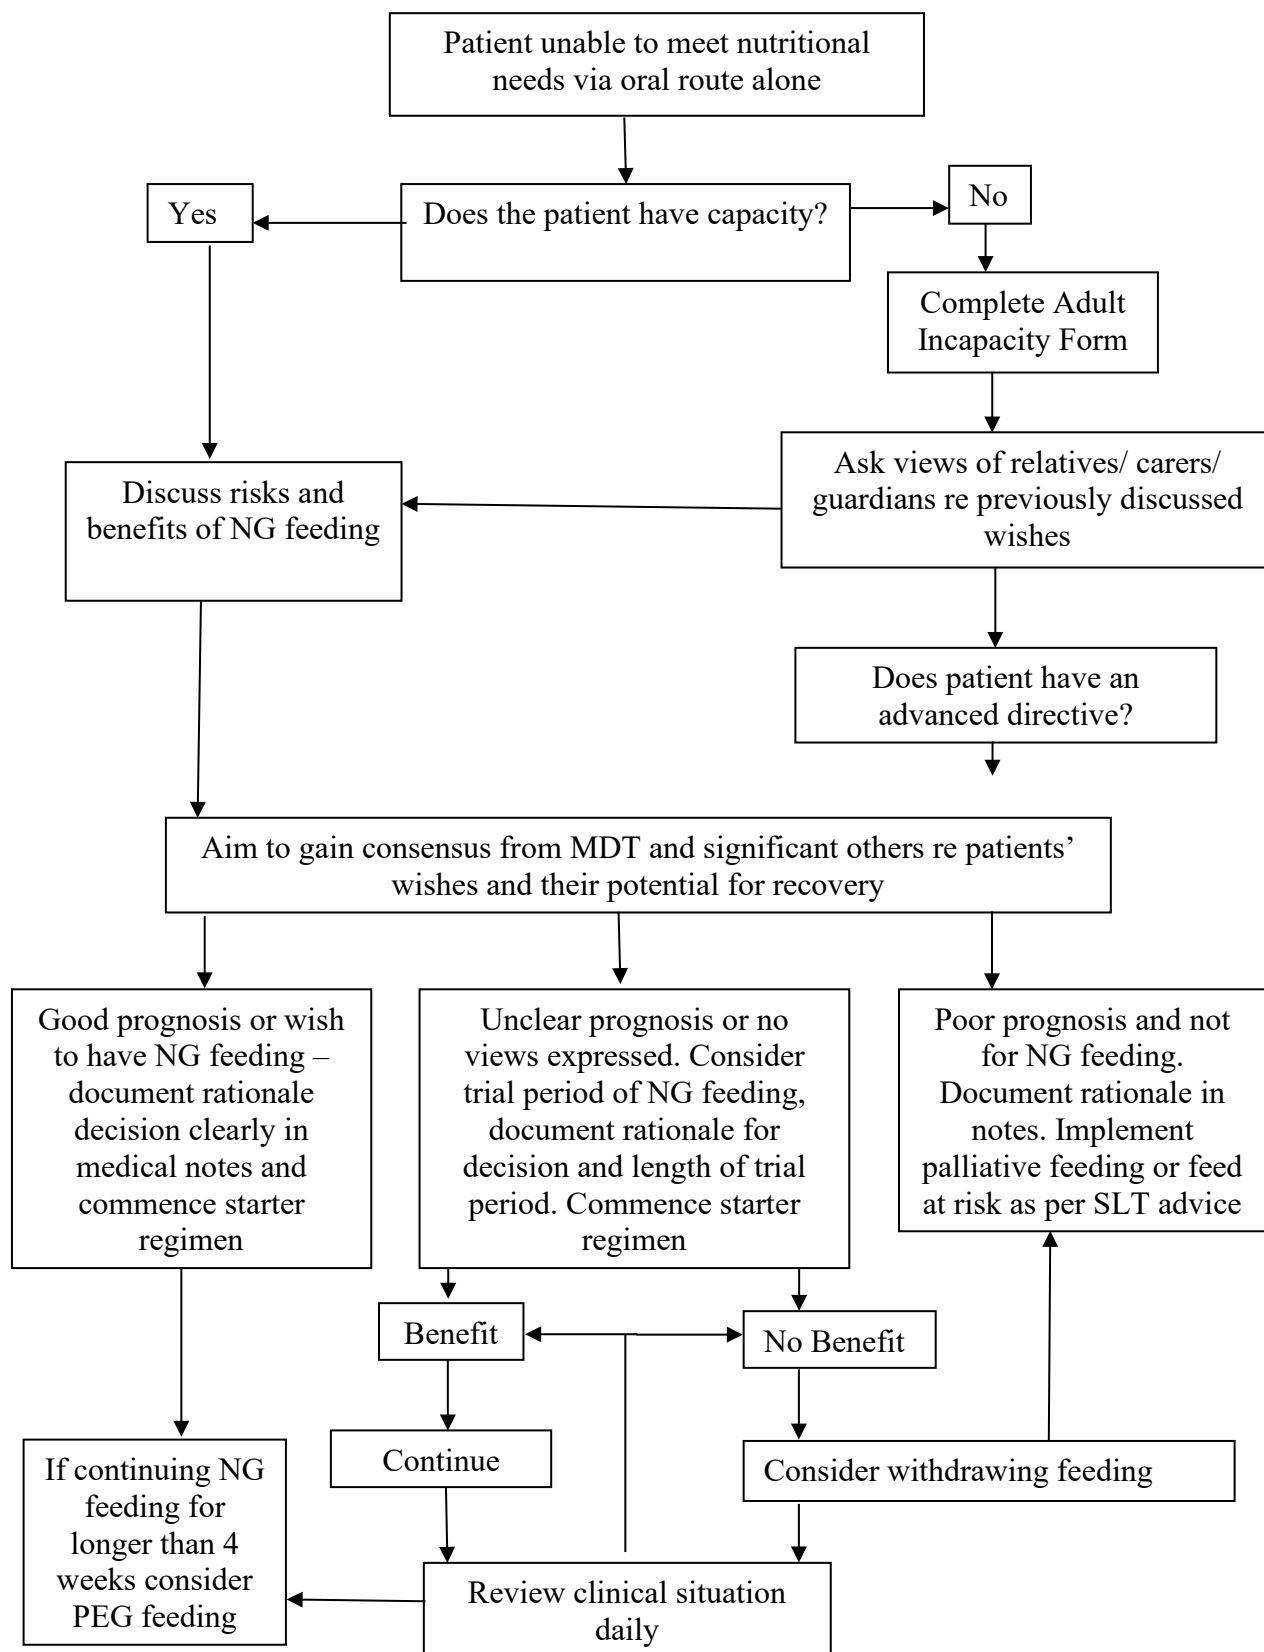 Patient unable to meet nutritional
needs via oral route alone
Yes
Does the patient have capacity?
No
Complete Adult
Incapacity Form
Discuss risks and
benefits of NG feeding
Ask views of relatives/ carers/
guardians re previously discussed
wishes
Does patient have an
advanced directive?
Aim to gain consensus from MDT and significant others re patients’
wishes and their potential for recovery
Good prognosis or wish
to have NG feeding –
document rationale
decision clearly in
medical notes and
commence starter
regimen
Unclear prognosis or no
views expressed. Consider
trial period of NG feeding,
document rationale for
decision and length of trial
period. Commence starter
regimen
Poor prognosis and not
for NG feeding.
Document rationale in
notes. Implement
palliative feeding or feed
at risk as per SLT advice
Benefit
No Benefit
Continue
Consider withdrawing feeding
If continuing NG
feeding for
longer than 4
weeks consider
PEG feeding
Review clinical situation
daily